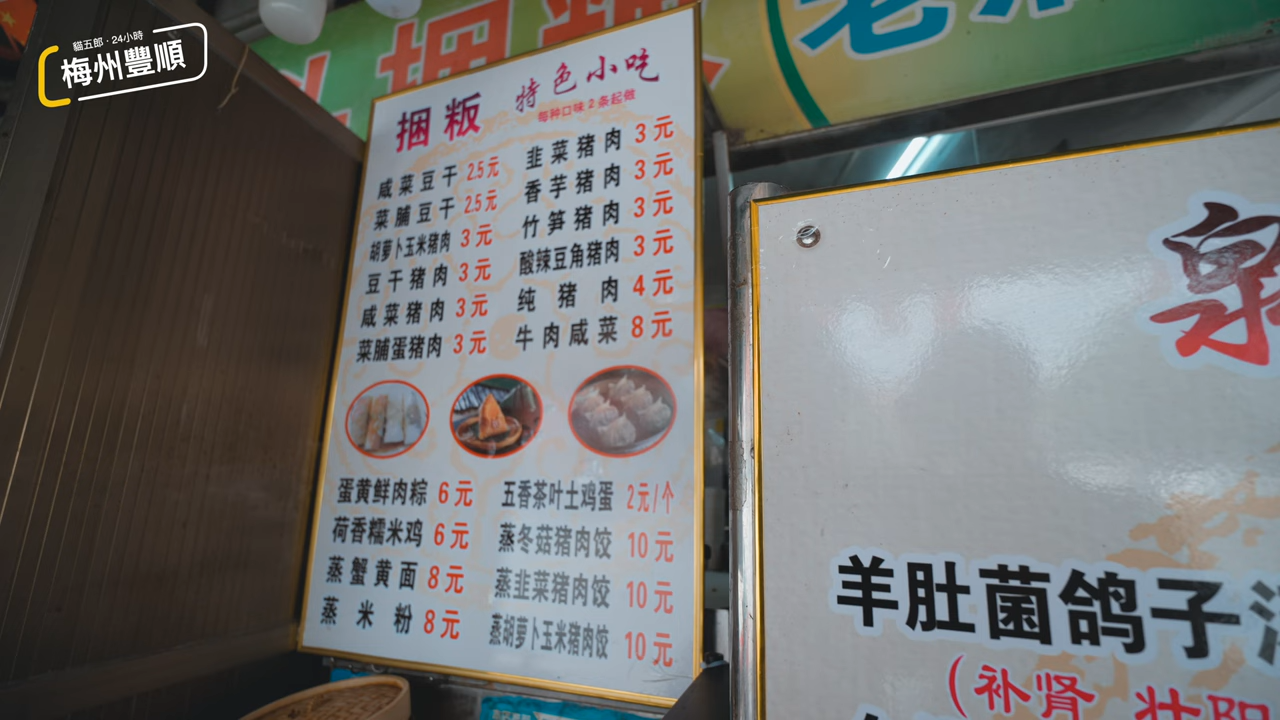 貓五郎·24小時
梅州豐順
捆粄
特色小吃
每种口味2条起做
咸菜豆干 2.5元
菜脯豆干 2.5元
胡萝卜玉米猪肉 3元
豆干猪肉 3元
咸菜猪肉 3元
菜脯蛋猪肉 3元
韭菜猪肉 3元
香芋猪肉 3元
竹笋猪肉 3元
酸辣豆角猪肉 3元
纯猪肉 4元
牛肉咸菜 8元
蛋黄鲜肉粽 6元
荷香糯米鸡 6元
蒸蟹黄面 8元
蒸米粉 8元
五香茶叶土鸡蛋 2元/个
蒸冬菇猪肉饺 10元
蒸韭菜猪肉饺 10元
蒸胡萝卜玉米猪肉饺 10元
泉
羊肚菌鸽子
(补肾 壮阳